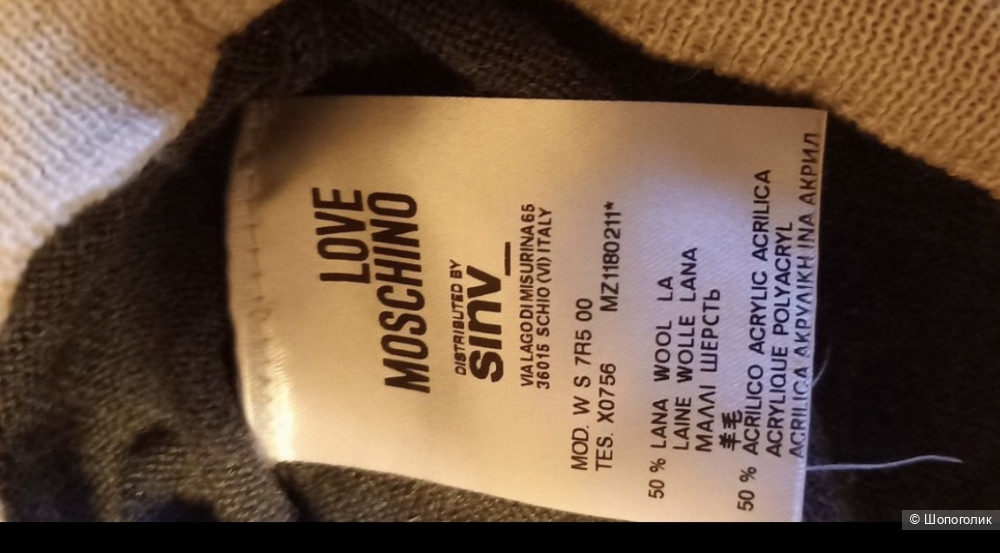 LOVE
MOSCHINO
DISTRIBUTED BY
sinv_
VIA LAGO DI MISURINA 65
36015 SCHIO (VI) ITALY
MOD. W S 7R5 00
TES. X0756 MZ1180211*
50 % LANA WOOL LA
LAINE WOLLE LANA
ΜΑΛΛΙ ШЕРСТЬ
羊毛
50 % ACRILICO ACRYLIC ACRILICA
ACRYLIQUE POLYACRYL
ACRILICA ΑΚΡΥΛΙΚΗ ΙΝΑ АКРИЛ
© Шопоголик